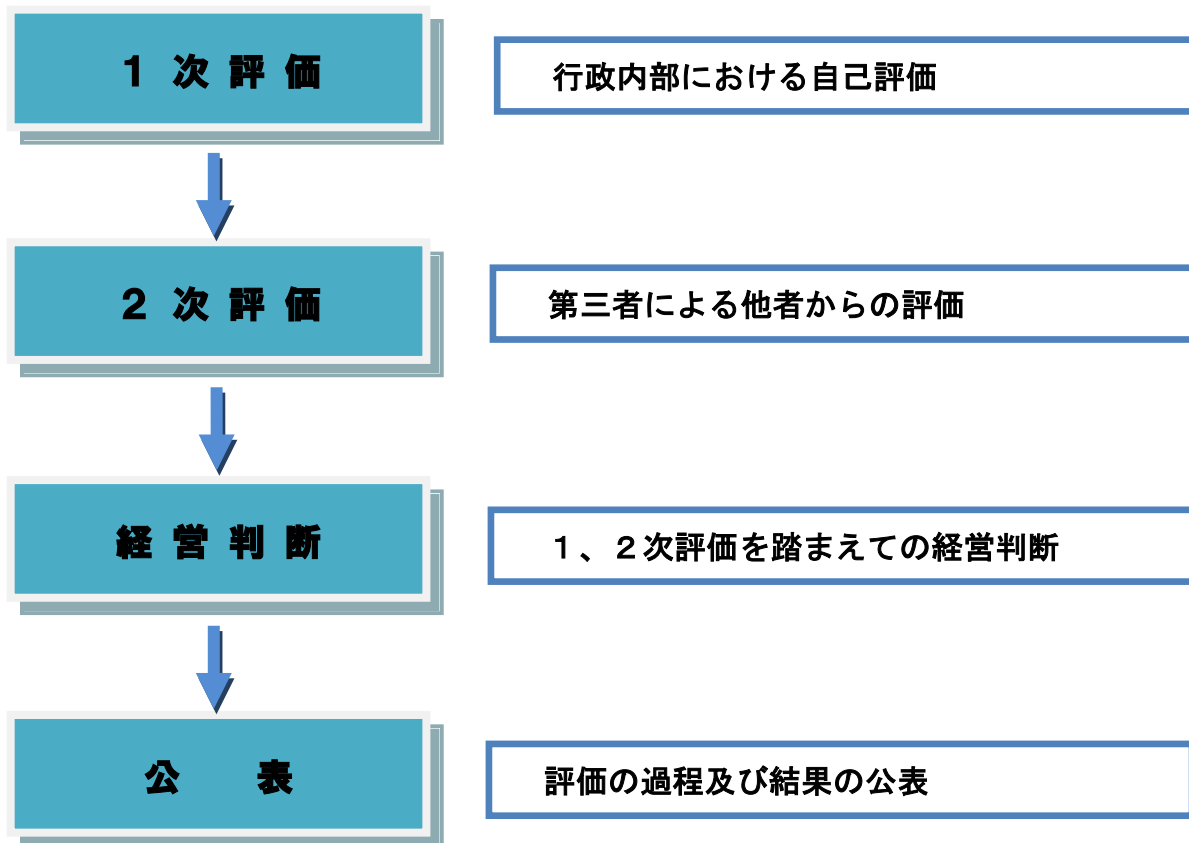 １次評価
行政内部における自己評価
２次評価
第三者による他者からの評価
経営判断
１、２次評価を踏まえての経営判断
公表
評価の過程及び結果の公表